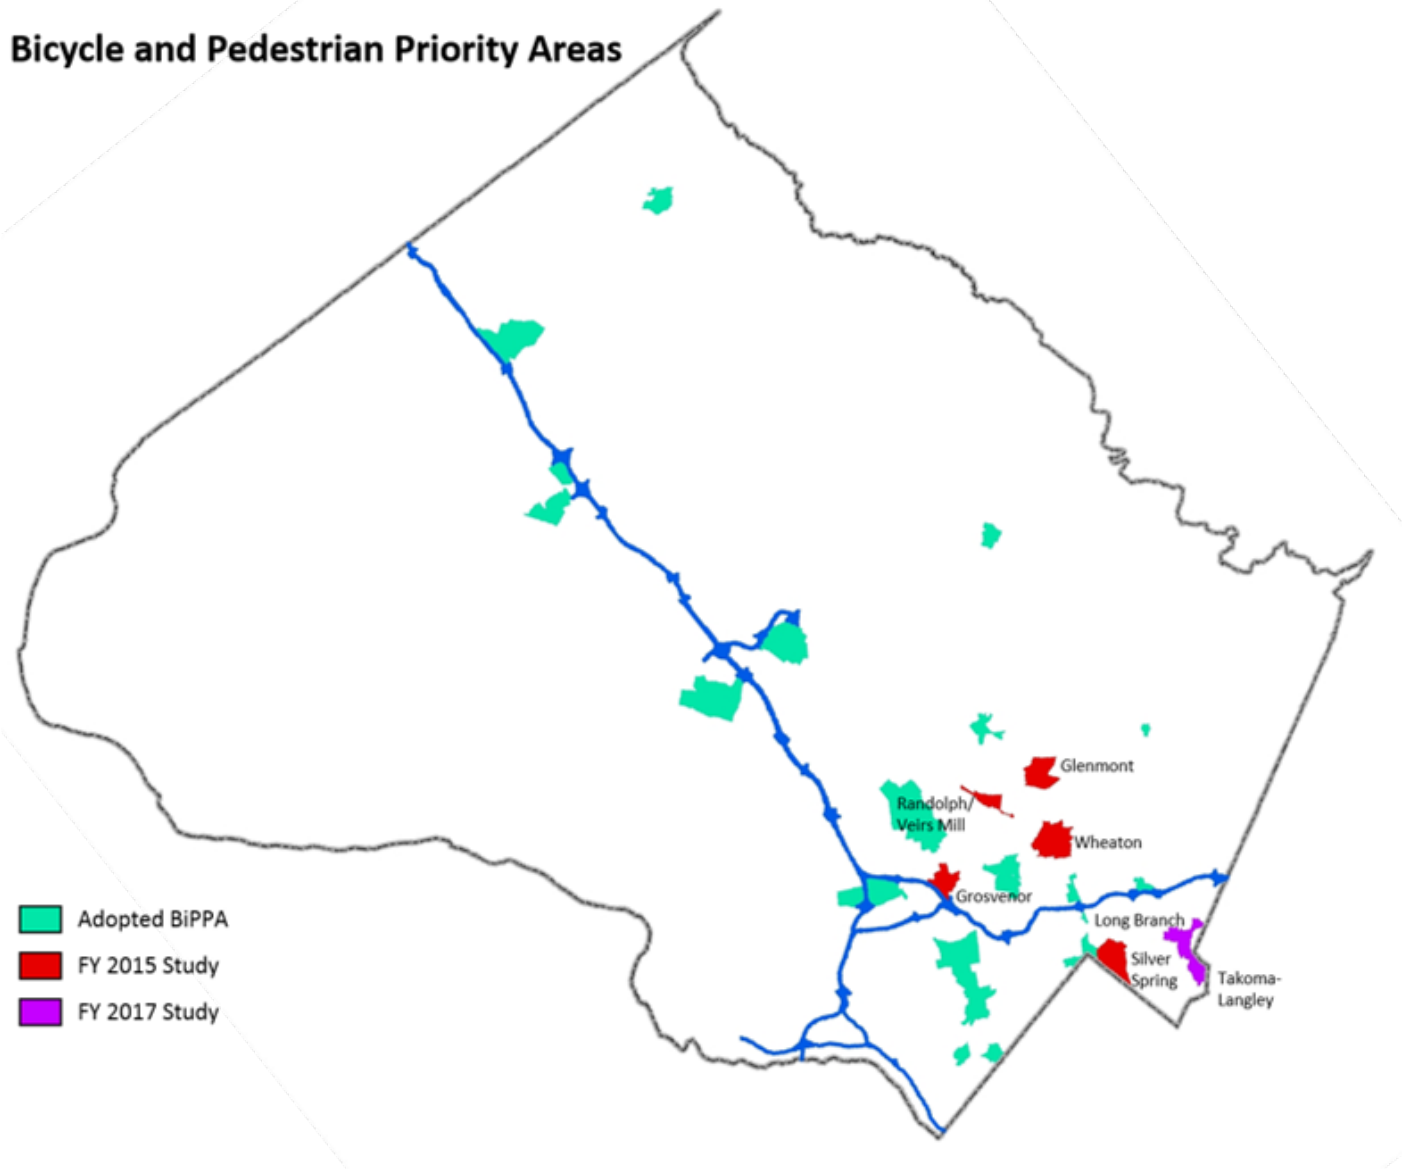 Bicycle and Pedestrian Priority Areas
Glenmont
Randolph/
Veirs Mill
Wheaton
Grosvenor
Long Branch
Silver
Spring
Takoma-
Langley
Adopted BiPPA
FY 2015 Study
FY 2017 Study